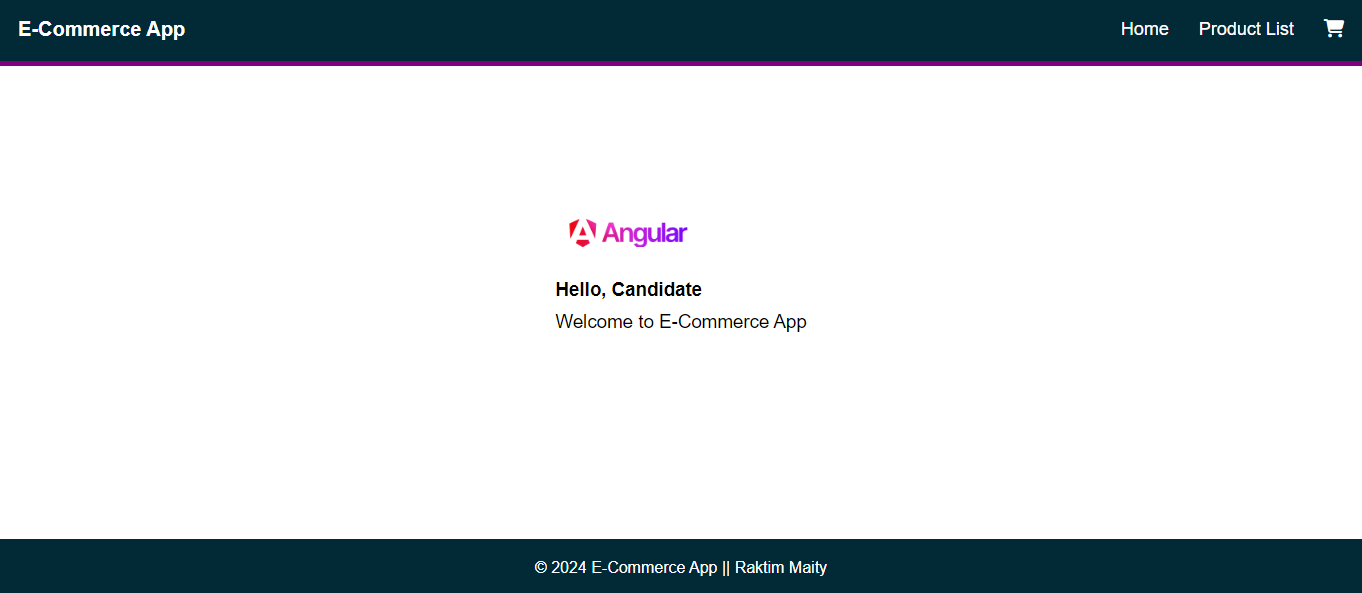 E-Commerce App
Home
Product List
Angular
Hello, Candidate
Welcome to E-Commerce App
© 2024 E-Commerce App || Raktim Maity